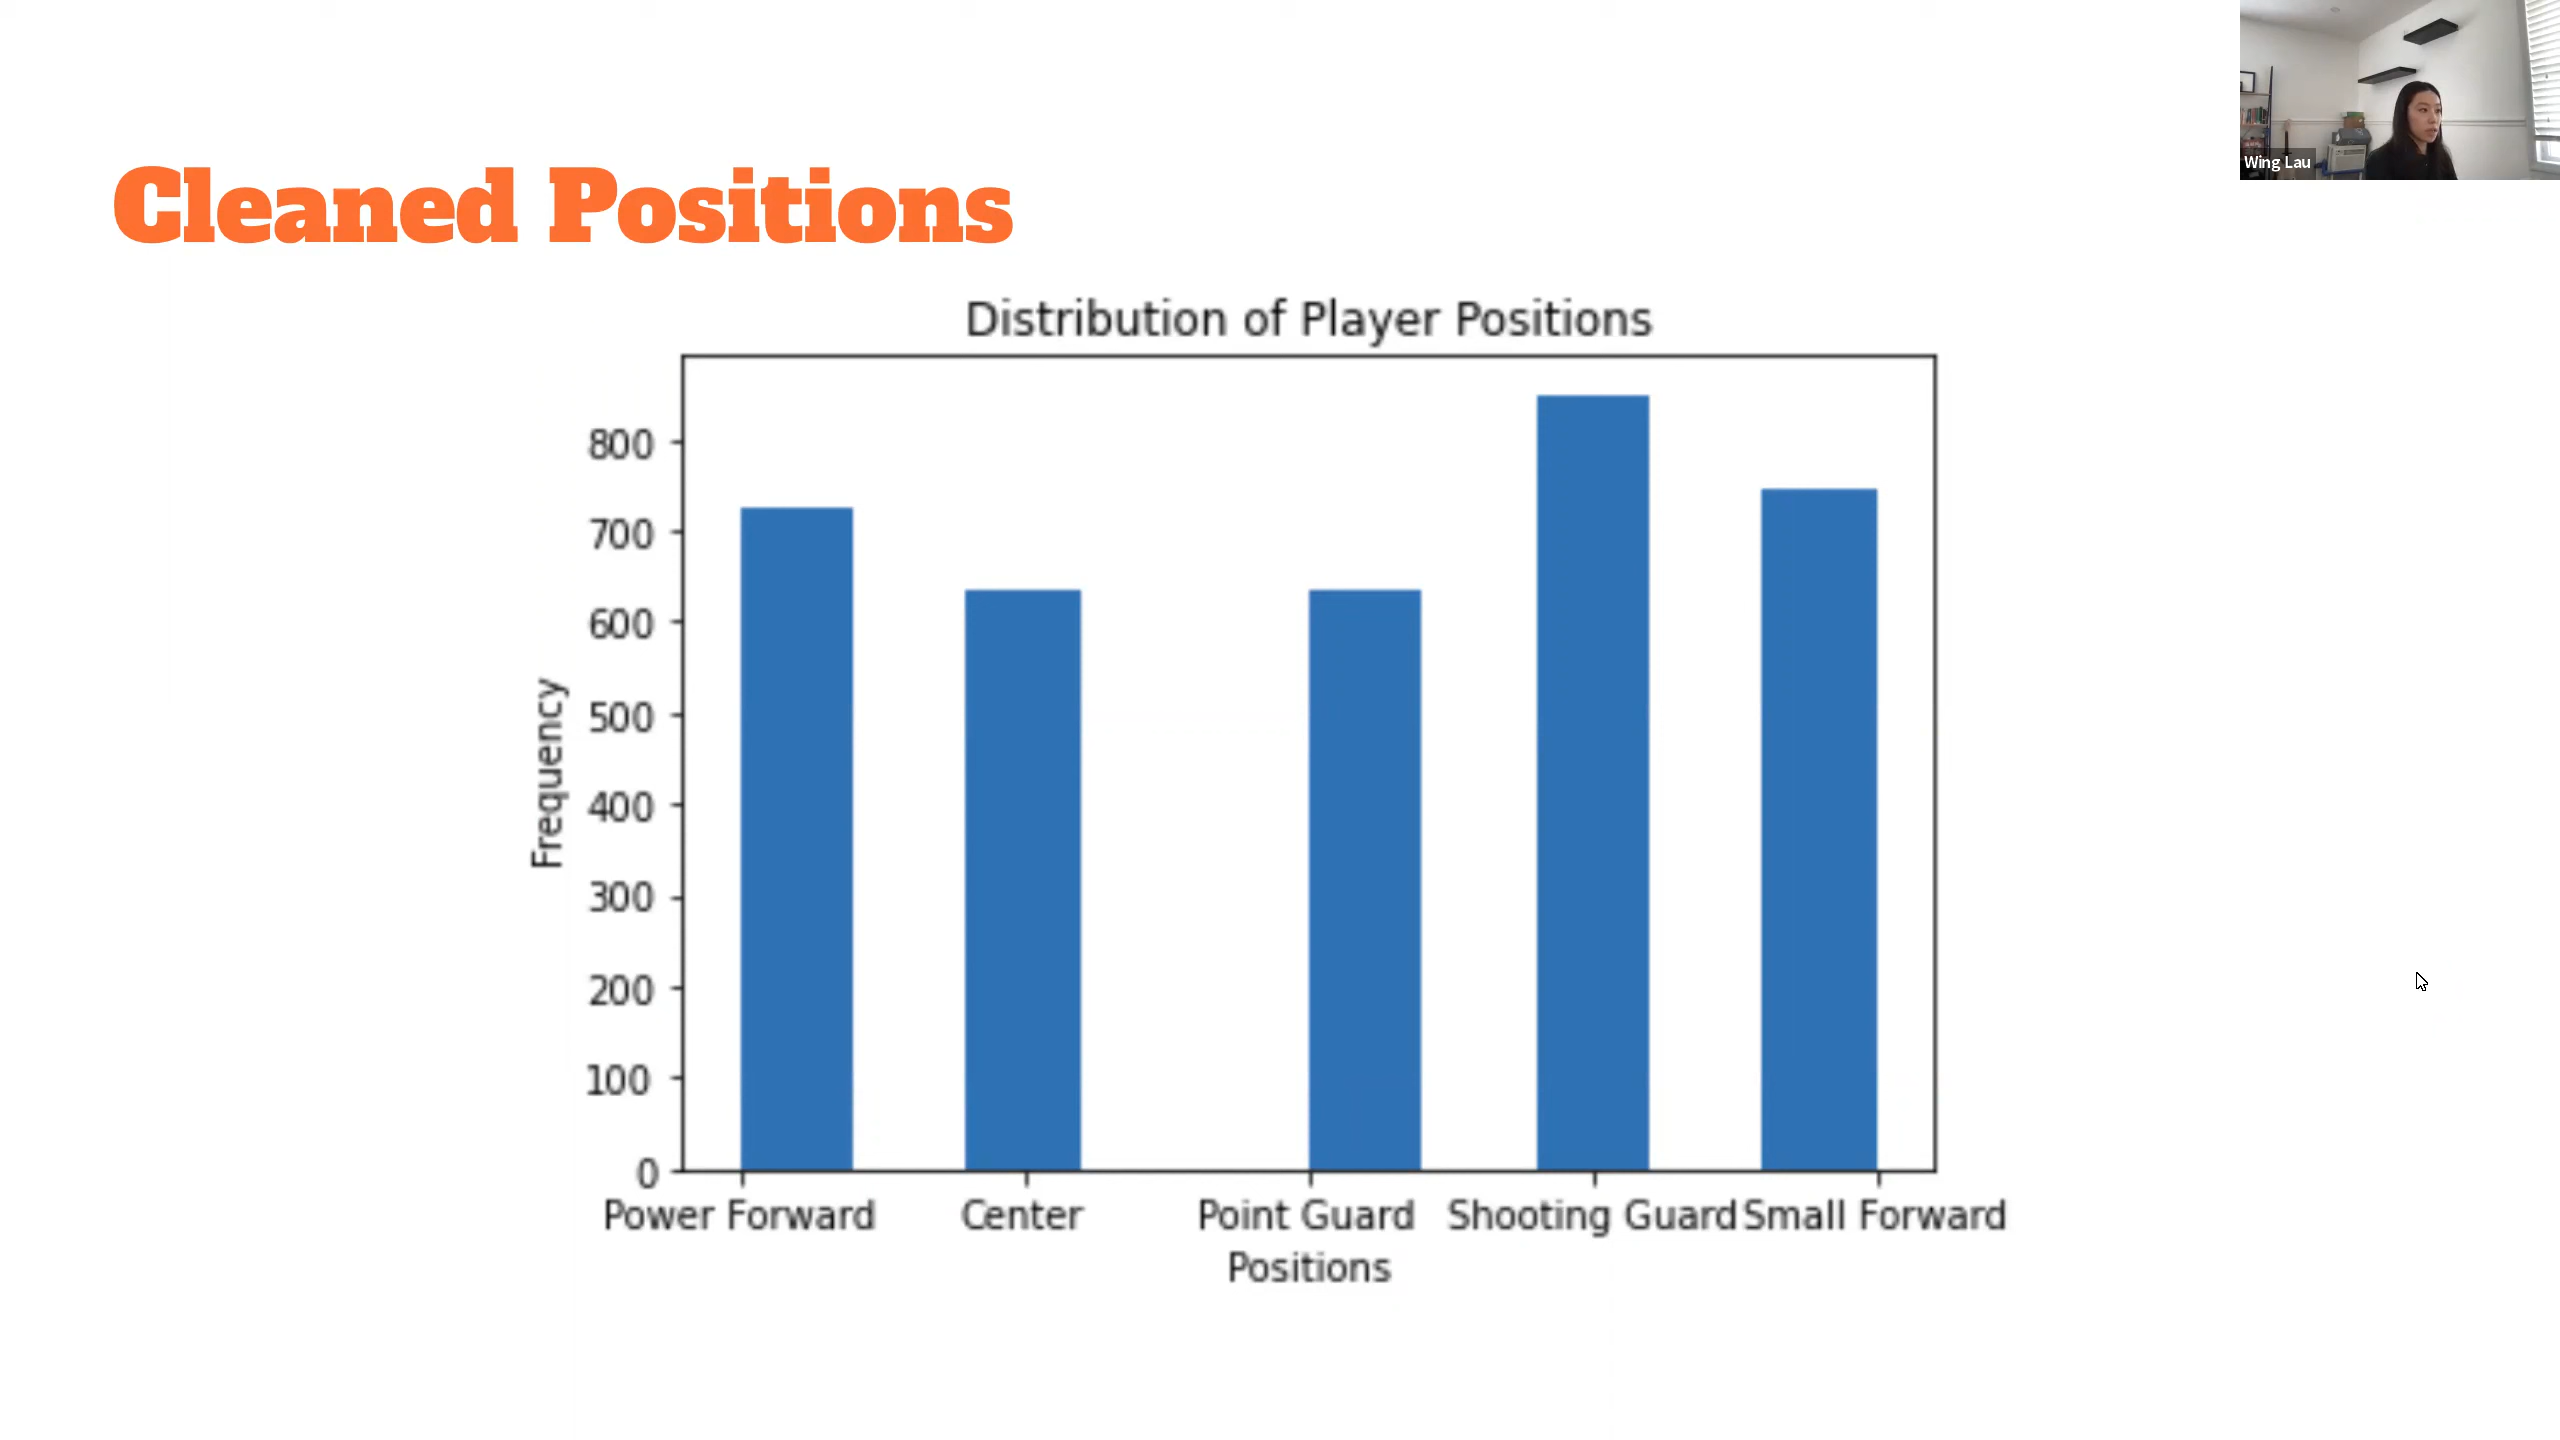 Wing Lau
Cleaned Positions
Distribution of Player Positions
800
700
600
500
400
300
200
100
0
Frequency
Power Forward Center Point Guard Shooting Guard Small Forward
Positions